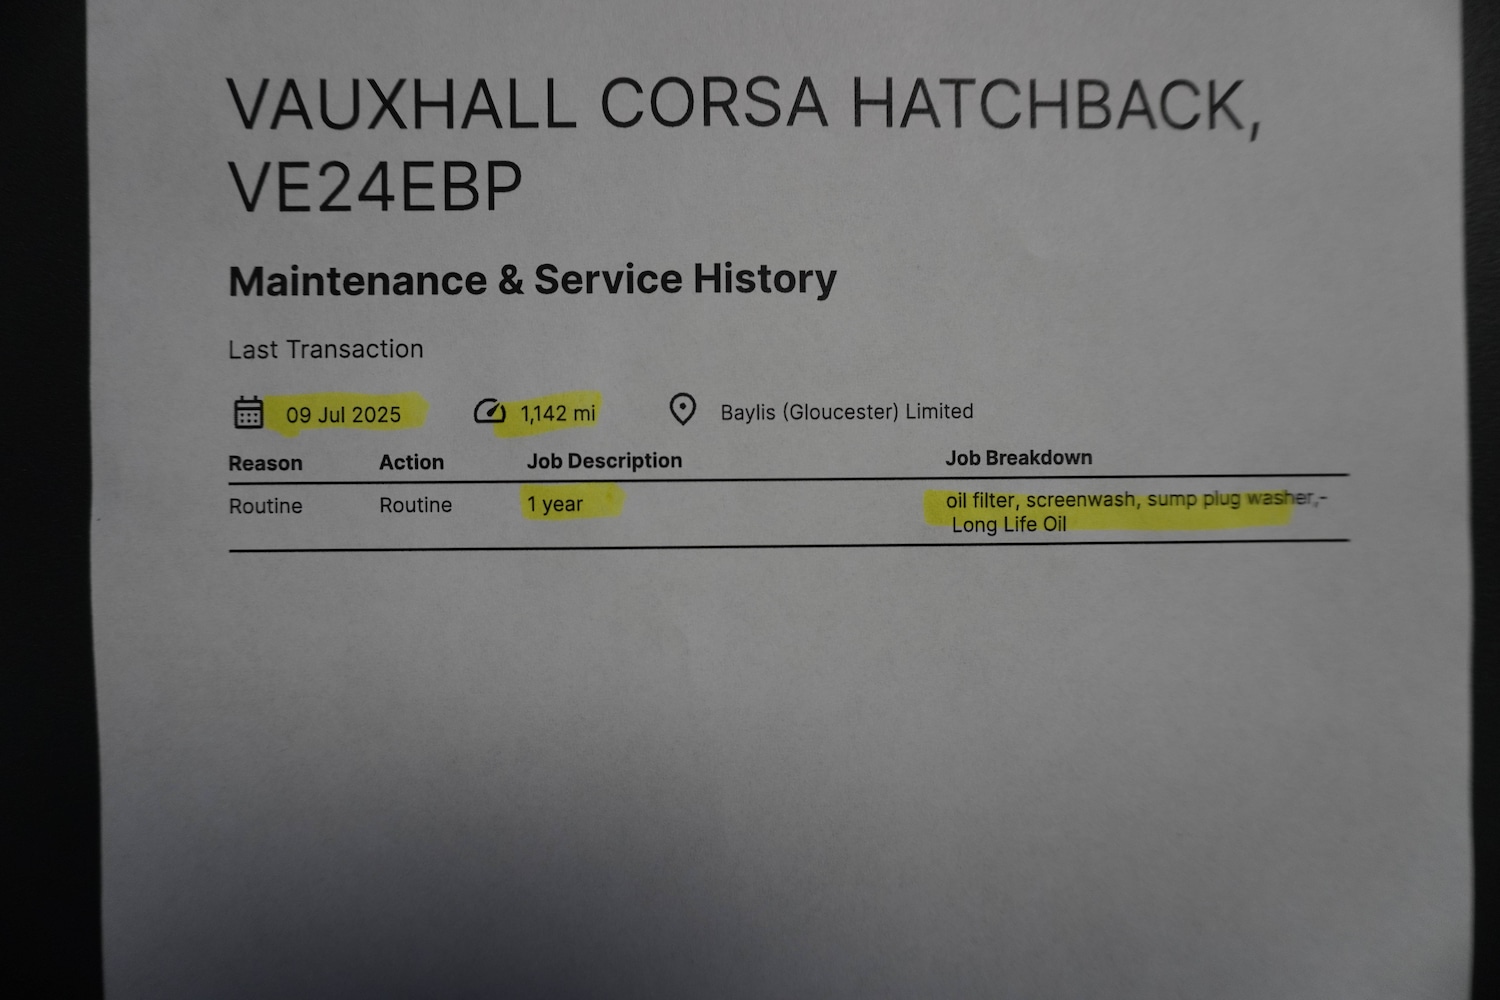 VAUXHALL CORSA HATCHBACK,
VE24EBP
Maintenance & Service History
Last Transaction
09 Jul 2025 1,142 mi Baylis (Gloucester) Limited
Reason Action Job Description Job Breakdown
Routine Routine 1 year oil filter, screenwash, sump plug washer,-
Long Life Oil